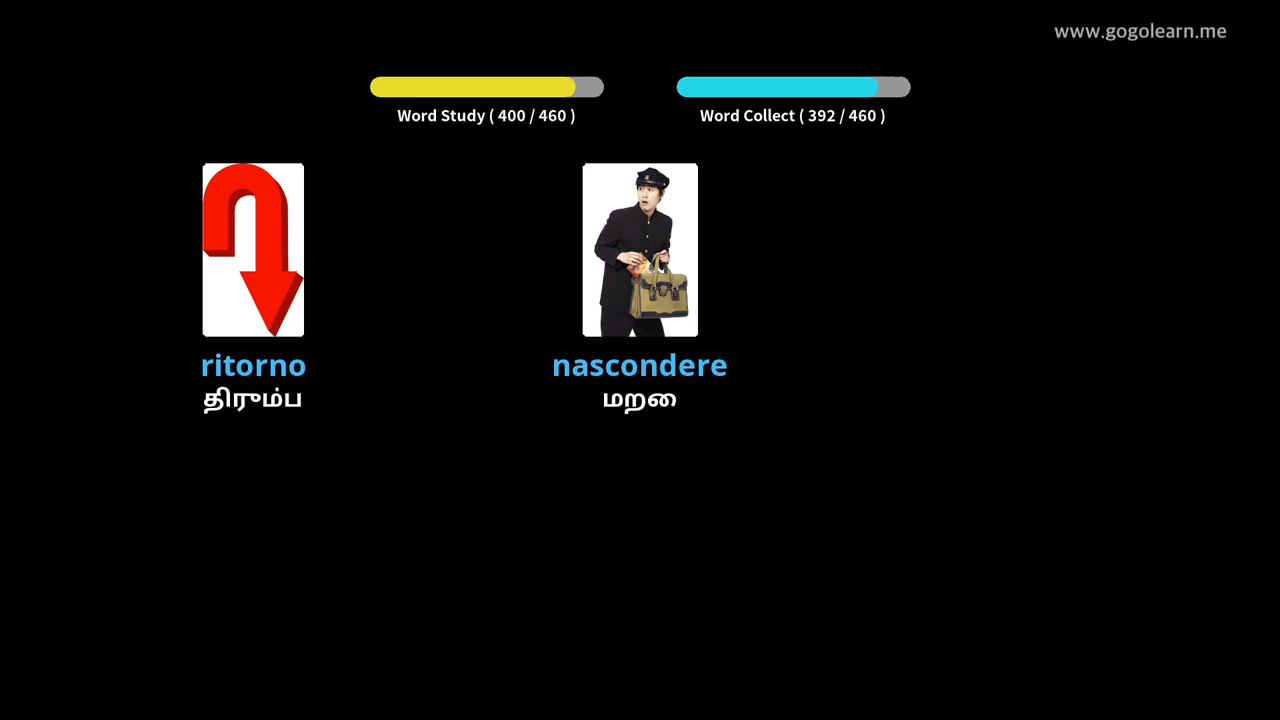 www.gogolearn.me
Word Study ( 400 / 460 )
Word Collect ( 392 / 460 )
ritorno
nascondere
திரும்ப
மறை